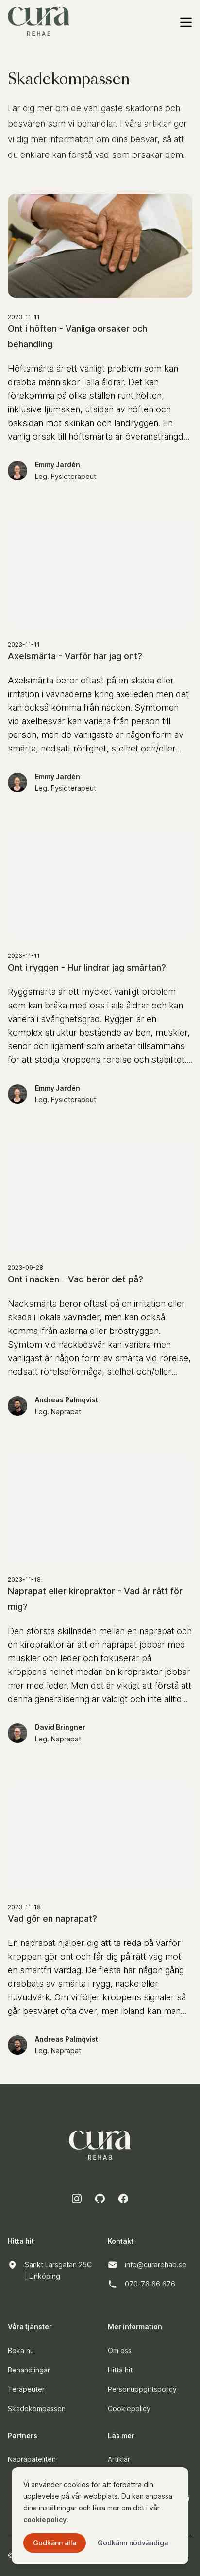 cura
REHAB
Skadekompassen
Lär dig mer om de vanligaste skadorna och
besvären som vi behandlar. I våra artiklar ger
vi dig mer information om dina besvär, så att
du enklare kan förstå vad som orsakar dem.
2023-11-11
Ont i höften - Vanliga orsaker och
behandling
Höftsmärta är ett vanligt problem som kan
drabba människor i alla åldrar. Det kan
förekomma på olika ställen runt höften,
inklusive ljumsken, utsidan av höften och
baksidan mot skinkan och ländryggen. En
vanlig orsak till höftsmärta är överansträngd...
Emmy Jardén
Leg. Fysioterapeut
2023-11-11
Axelsmärta - Varför har jag ont?
Axelsmärta beror oftast på en skada eller
irritation i vävnaderna kring axelleden men det
kan också komma från nacken. Symtomen
vid axelbesvär kan variera från person till
person, men de vanligaste är någon form av
smärta, nedsatt rörlighet, stelhet och/eller...
Emmy Jardén
Leg. Fysioterapeut
2023-11-11
Ont i ryggen - Hur lindrar jag smärtan?
Ryggsmärta är ett mycket vanligt problem
som kan bråka med oss i alla åldrar och kan
variera i svårighetsgrad. Ryggen är en
komplex struktur bestående av ben, muskler,
senor och ligament som arbetar tillsammans
för att stödja kroppens rörelse och stabilitet....
Emmy Jardén
Leg. Fysioterapeut
2023-09-28
Ont i nacken - Vad beror det på?
Nacksmärta beror oftast på en irritation eller
skada i lokala vävnader, men kan också
komma ifrån axlarna eller bröstryggen.
Symtom vid nackbesvär kan variera men
vanligast är någon form av smärta vid rörelse,
nedsatt rörelseförmåga, stelhet och/eller...
Andreas Palmqvist
Leg. Naprapat
2023-11-18
Naprapat eller kiropraktor - Vad är rätt för
mig?
Den största skillnaden mellan en naprapat och
en kiropraktor är att en naprapat jobbar med
muskler och leder och fokuserar på
kroppens helhet medan en kiropraktor jobbar
mer med leder. Men det är viktigt att förstå att
denna generalisering är väldigt och inte alltid...
David Bringner
Leg. Naprapat
2023-11-18
Vad gör en naprapat?
En naprapat hjälper dig att ta reda på varför
kroppen gör ont och får dig på rätt väg mot
en smärtfri vardag. De flesta har någon gång
drabbats av smärta i rygg, nacke eller
huvudvärk. Om vi följer kroppens signaler så
går besväret ofta över, men ibland kan man...
Andreas Palmqvist
Leg. Naprapat
cura
REHAB
Hitta hit
Sankt Larsgatan 25C
| Linköping
Kontakt
info@curarehab.se
070-76 66 676
Våra tjänster
Boka nu
Behandlingar
Terapeuter
Skadekompassen
Mer information
Om oss
Hitta hit
Personuppgiftspolicy
Cookiepolicy
Partners
Naprapateliten
Läs mer
Artiklar
Vi använder cookies för att förbättra din
upplevelse på vår webbplats. Du kan anpassa
dina inställningar och läsa mer om det i vår
cookiepolicy.
Godkänn alla
Godkänn nödvändiga